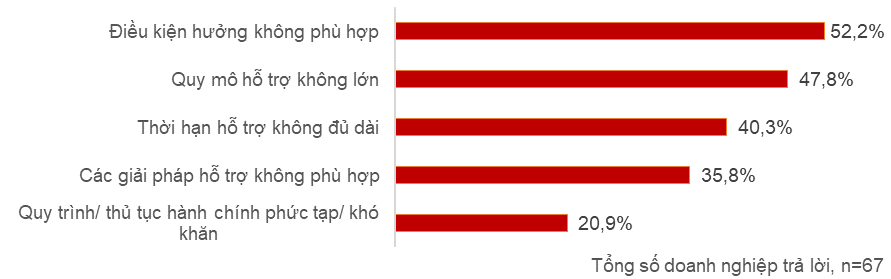 Điều kiện hưởng không phù hợp 52,2%
Quy mô hỗ trợ không lớn 47,8%
Thời hạn hỗ trợ không đủ dài 40,3%
Các giải pháp hỗ trợ không phù hợp 35,8%
Quy trình/ thủ tục hành chính phức tạp/ khó
khăn 20,9%
Tổng số doanh nghiệp trả lời, n=67